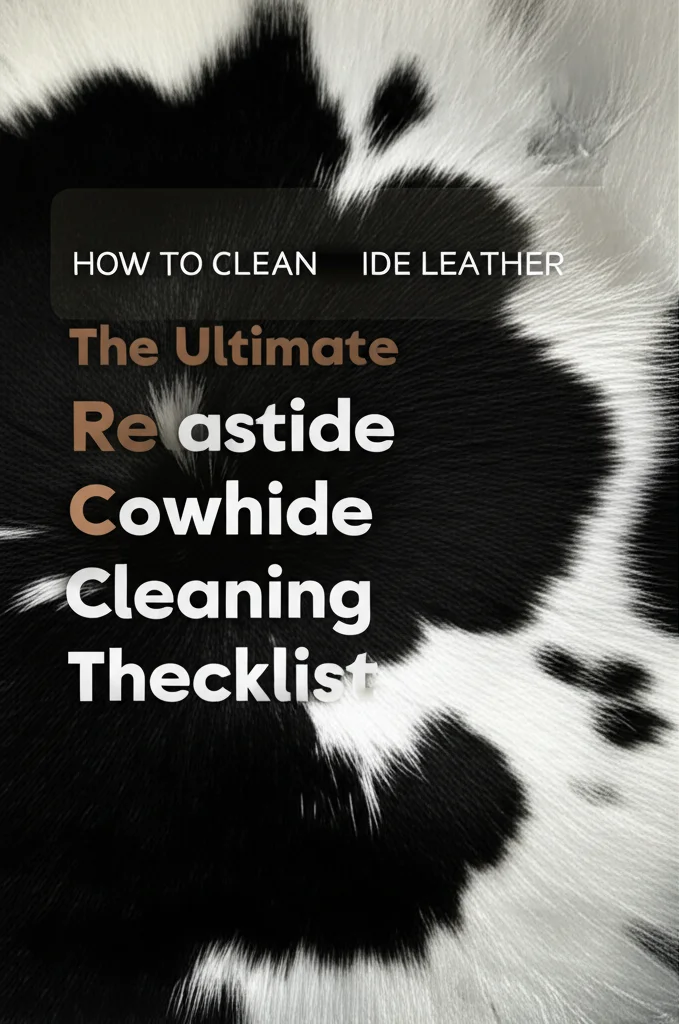 HOW TO CLEAN IDE LEATHER
The Ultimate
Re astide
Cowhide
Cleaning
Thecklist